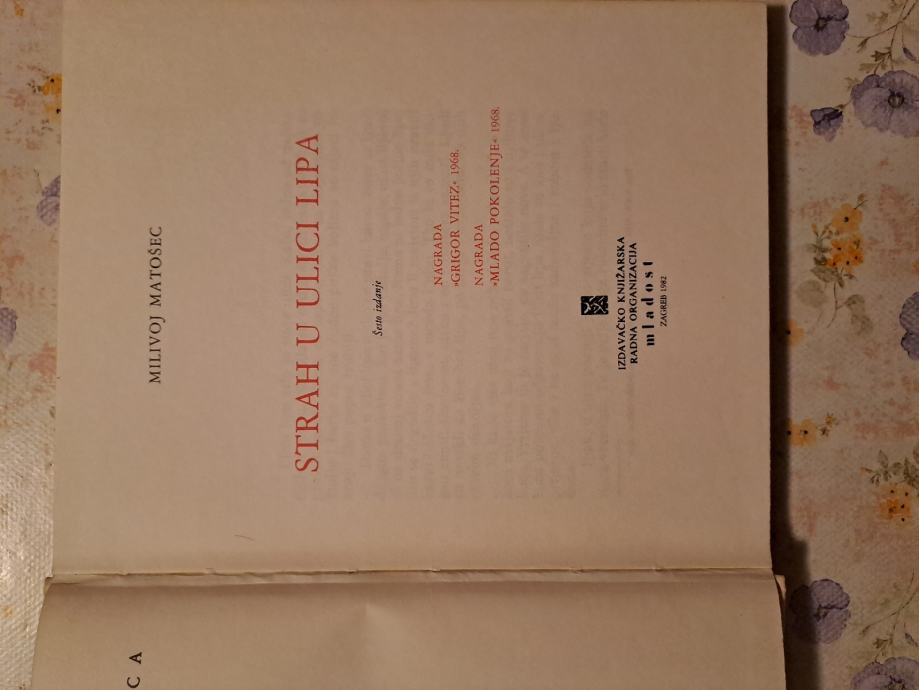 MILIVOJ MATOŠEC
STRAH U ULICI LIPA
Šesto izdanje
NAGRADA
»GRIGOR VITEZ« 1968.
NAGRADA
»MLADO POKOLENJE« 1968.
IZDAVAČKO KNJIŽARSKA
RADNA ORGANIZACIJA
mladost
ZAGREB 1982
C A